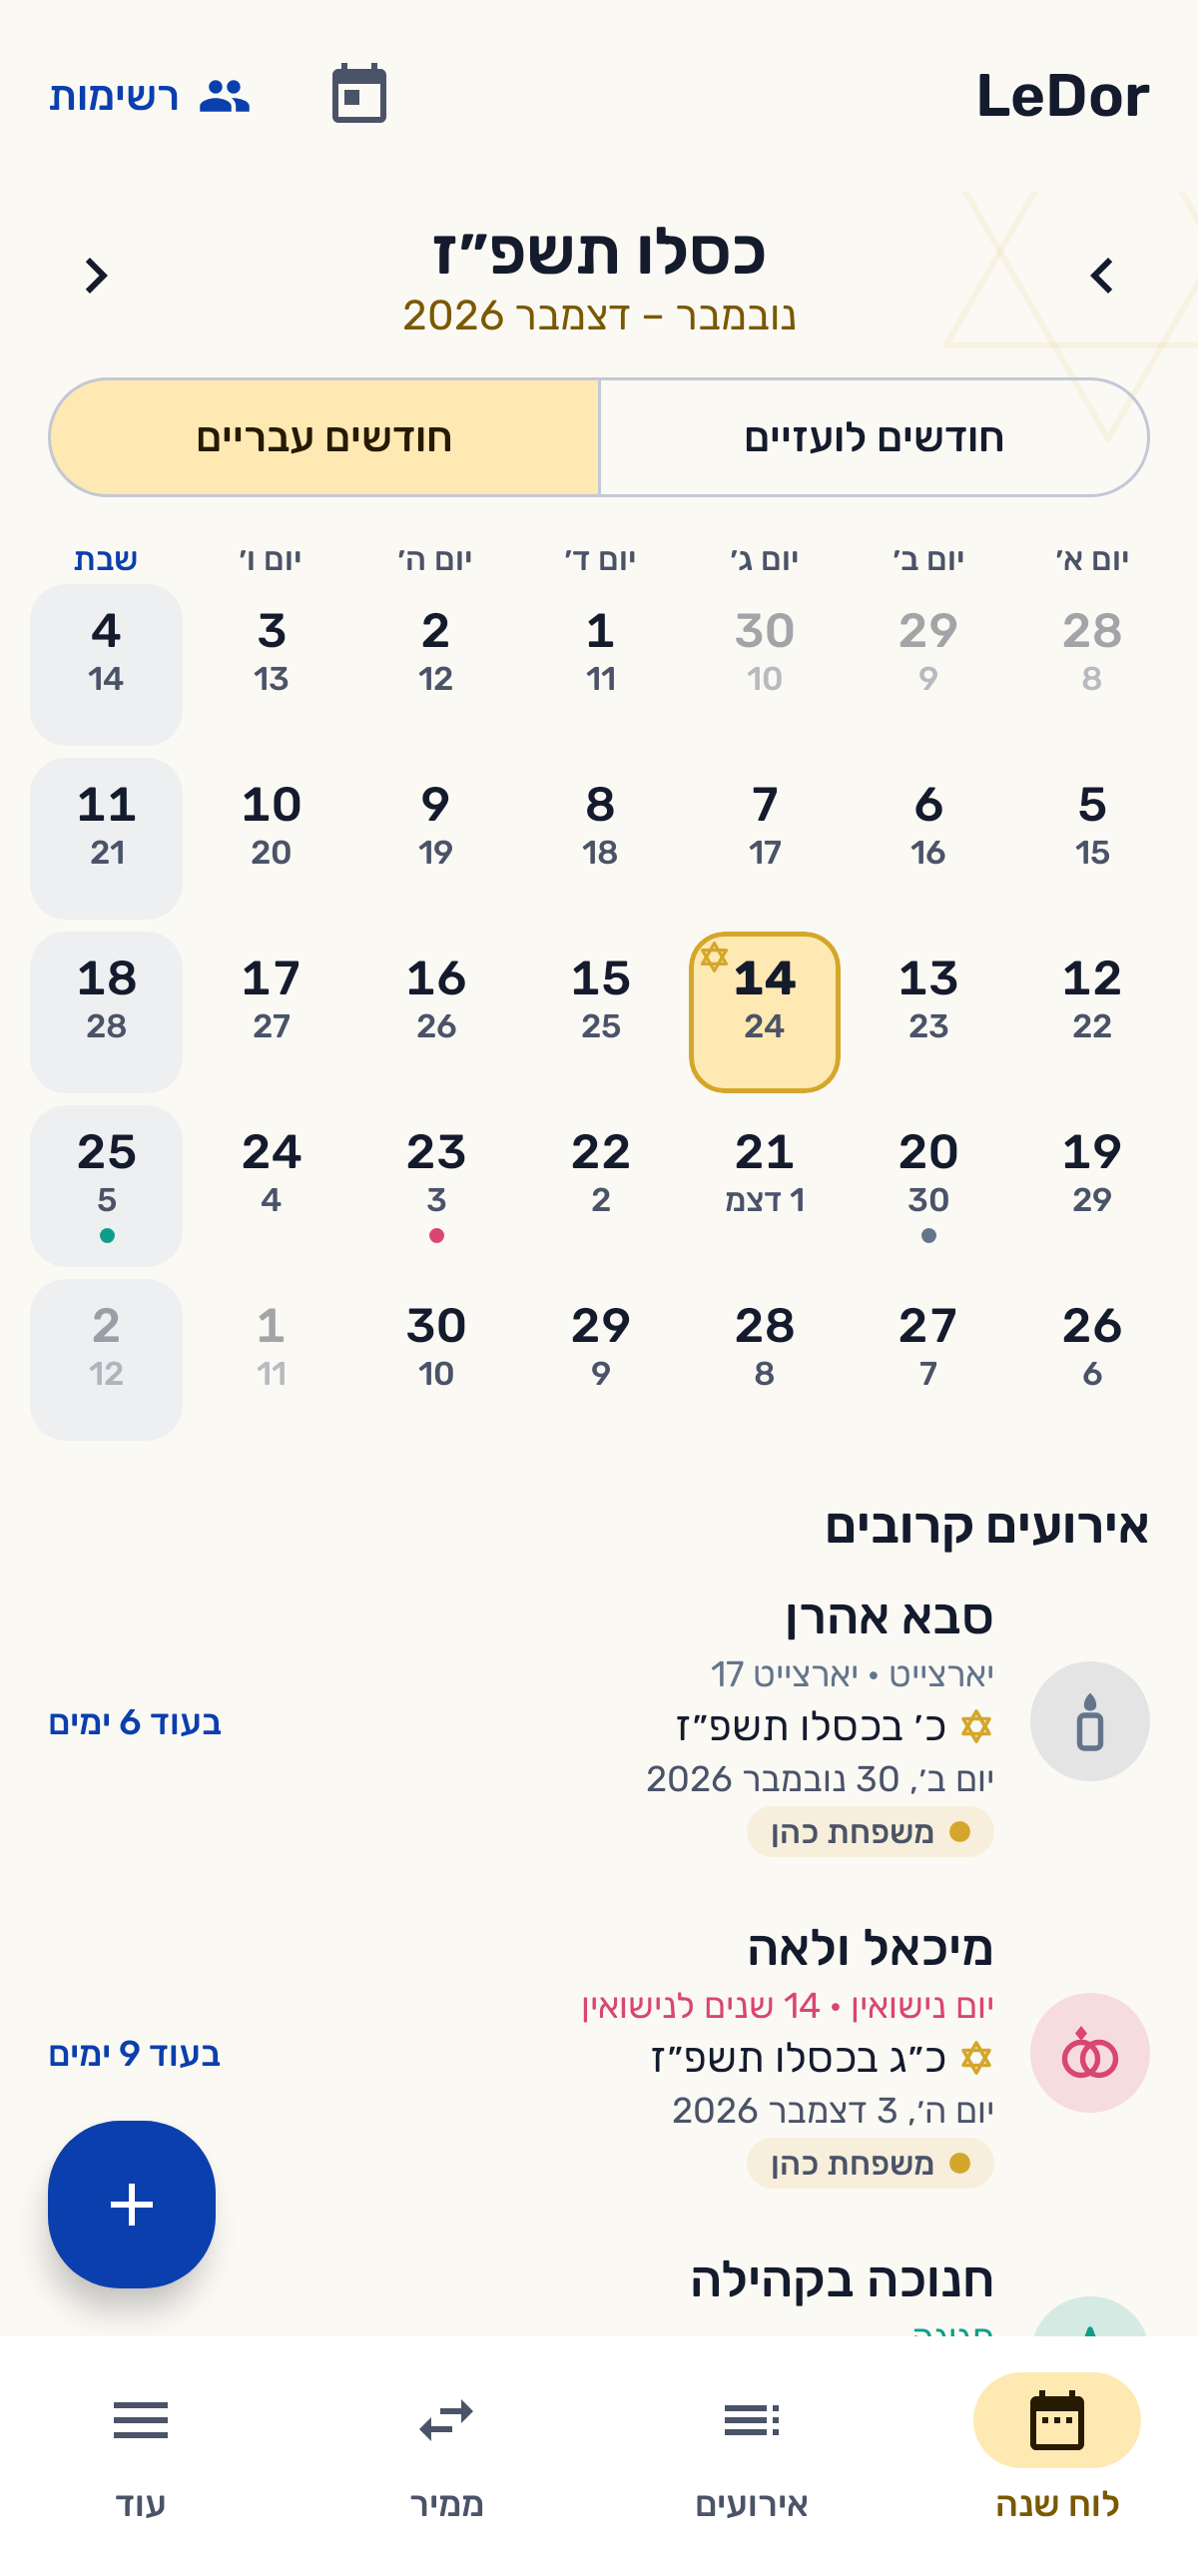 LeDor
רשימות
כסלו תשפ״ז
נובמבר – דצמבר 2026
חודשים לועזיים
חודשים עבריים
יום א׳ יום ב׳ יום ג׳ יום ד׳ יום ה׳ יום ו׳ שבת
28 29 30 1 2 3 4
8 9 10 11 12 13 14
5 6 7 8 9 10 11
15 16 17 18 19 20 21
12 13 14 15 16 17 18
22 23 24 25 26 27 28
19 20 21 22 23 24 25
29 30 1 דצמ 2 3 4 5
26 27 28 29 30 1 2
6 7 8 9 10 11 12
אירועים קרובים
סבא אהרן
יארצייט • יארצייט 17
כ׳ בכסלו תשפ״ז
יום ב׳, 30 נובמבר 2026
משפחת כהן
בעוד 6 ימים
מיכאל ולאה
יום נישואין • 14 שנים לנישואין
כ״ג בכסלו תשפ״ז
יום ה׳, 3 דצמבר 2026
משפחת כהן
בעוד 9 ימים
חנוכה בקהילה
לוח שנה
אירועים
ממיר
עוד